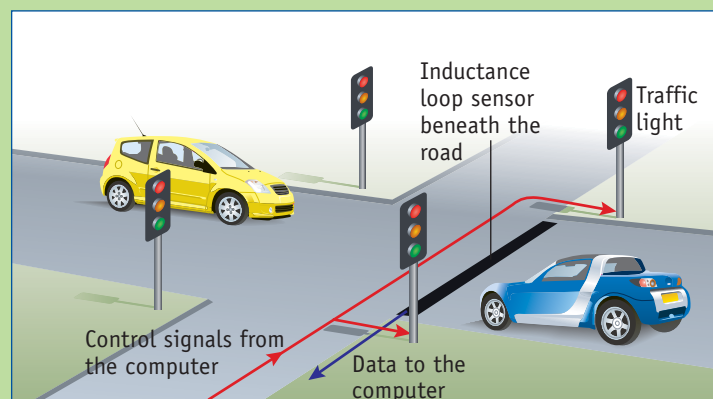 Inductance
loop sensor
beneath the
road
Traffic
light
Control signals from
the computer
Data to the
computer